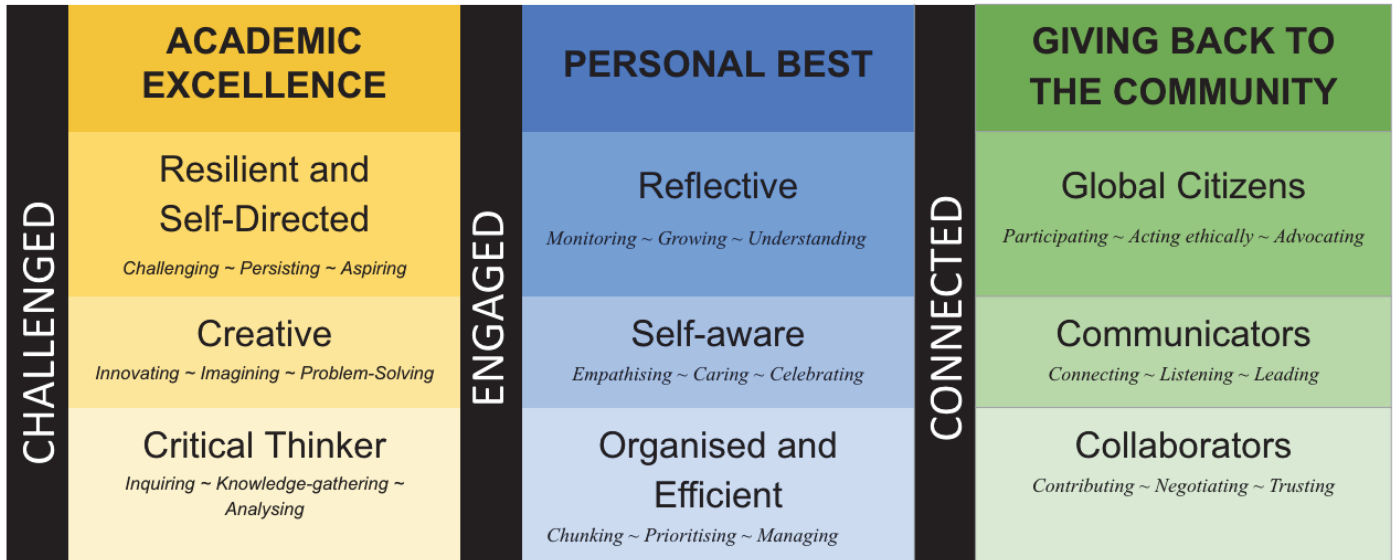 CHALLENGED
ACADEMIC
EXCELLENCE
Resilient and
Self-Directed
Challenging ~ Persisting ~ Aspiring
Creative
Innovating ~ Imagining ~ Problem-Solving
Critical Thinker
Inquiring ~ Knowledge-gathering ~
Analysing
ENGAGED
PERSONAL BEST
Reflective
Monitoring ~ Growing ~ Understanding
Self-aware
Empathising ~ Caring ~ Celebrating
Organised and
Efficient
Chunking ~ Prioritising ~ Managing
CONNECTED
GIVING BACK TO
THE COMMUNITY
Global Citizens
Participating ~ Acting ethically ~ Advocating
Communicators
Connecting ~ Listening ~ Leading
Collaborators
Contributing ~ Negotiating ~ Trusting